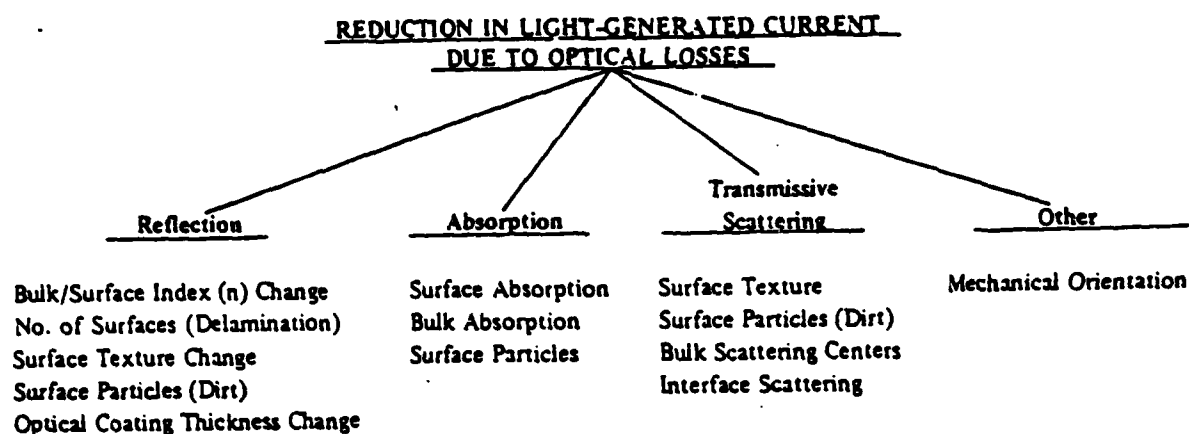 REDUCTION IN LIGHT-GENERATED CURRENT
DUE TO OPTICAL LOSSES
Reflection
Bulk/Surface Index (n) Change
No. of Surfaces (Delamination)
Surface Texture Change
Surface Particles (Dirt)
Optical Coating Thickness Change
Absorption
Surface Absorption
Bulk Absorption
Surface Particles
Transmissive
Scattering
Surface Texture
Surface Particles (Dirt)
Bulk Scattering Centers
Interface Scattering
Other
Mechanical Orientation